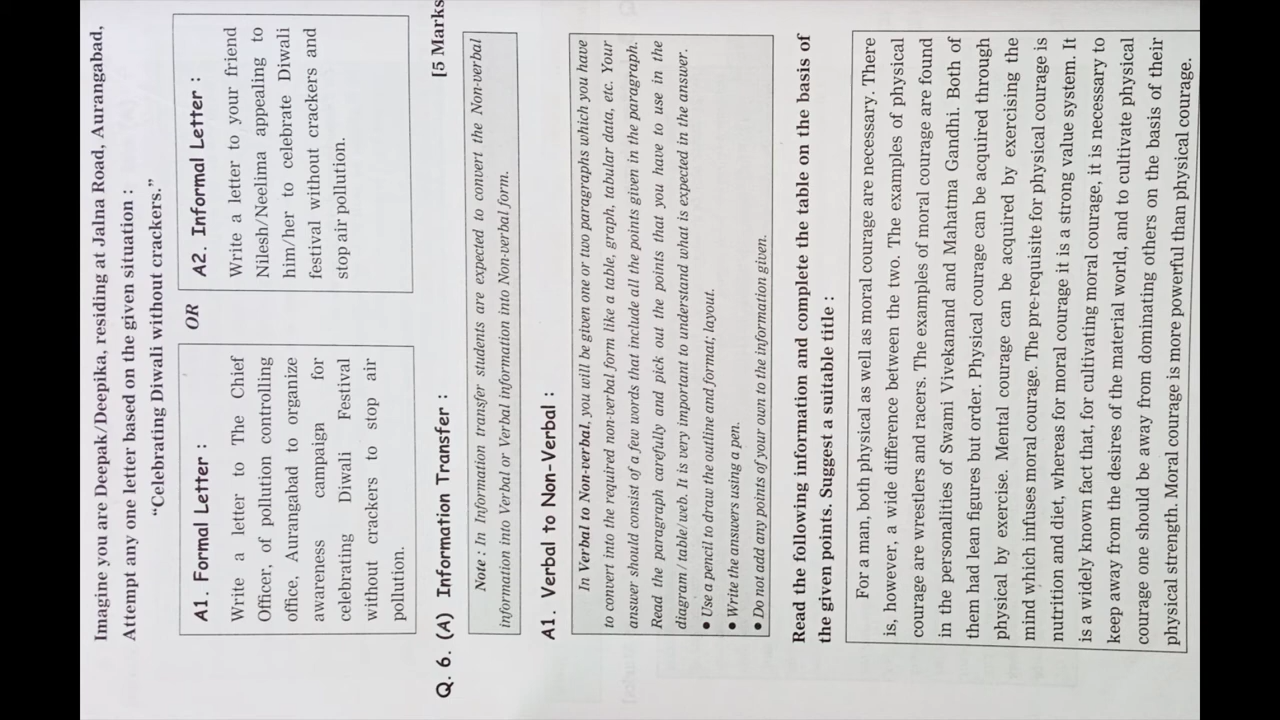 Imagine you are Deepak/Deepika, residing at Jalna Road, Aurangabad,
Attempt any one letter based on the given situation :
“Celebrating Diwali without crackers.”
A1. Formal Letter :
Write a letter to The Chief
Officer, of pollution controlling
office, Aurangabad to organize
awareness campaign for
celebrating Diwali Festival
without crackers to stop air
pollution.
OR
A2. Informal Letter :
Write a letter to your friend
Nilesh/Neelima appealing to
him/her to celebrate Diwali
festival without crackers and
stop air pollution.
Q. 6. (A) Information Transfer : [5 Marks
Note : In Information transfer students are expected to convert the Non-verbal
information into Verbal or Verbal information into Non-verbal form.
A1. Verbal to Non-Verbal :
In Verbal to Non-verbal, you will be given one or two paragraphs which you have
to convert into the required non-verbal form like a table, graph, tabular data, etc. Your
answer should consist of a few words that include all the points given in the paragraph.
Read the paragraph carefully and pick out the points that you have to use in the
diagram/table/web. It is very important to understand what is expected in the answer.
• Use a pencil to draw the outline and format; layout.
• Write the answers using a pen.
• Do not add any points of your own to the information given.
Read the following information and complete the table on the basis of
the given points. Suggest a suitable title :
For a man, both physical as well as moral courage are necessary. There
is, however, a wide difference between the two. The examples of physical
courage are wrestlers and racers. The examples of moral courage are found
in the personalities of Swami Vivekanand and Mahatma Gandhi. Both of
them had lean figures but order. Physical courage can be acquired through
physical by exercise. Mental courage can be acquired by exercising the
mind which infuses moral courage. The pre-requisite for physical courage is
nutrition and diet, whereas for moral courage it is a strong value system. It
is a widely known fact that, for cultivating moral courage, it is necessary to
keep away from the desires of the material world, and to cultivate physical
courage one should be away from dominating others on the basis of their
physical strength. Moral courage is more powerful than physical courage.